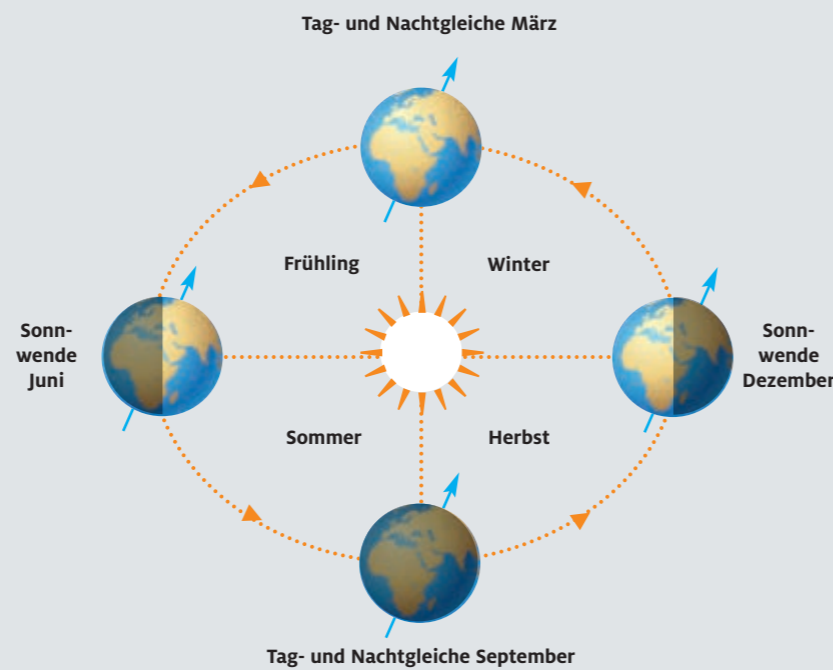 Tag- und Nachtgleiche März
Frühling
Winter
Sonn-
wende
Juni
Sonn-
wende
Dezember
Sommer
Herbst
Tag- und Nachtgleiche September